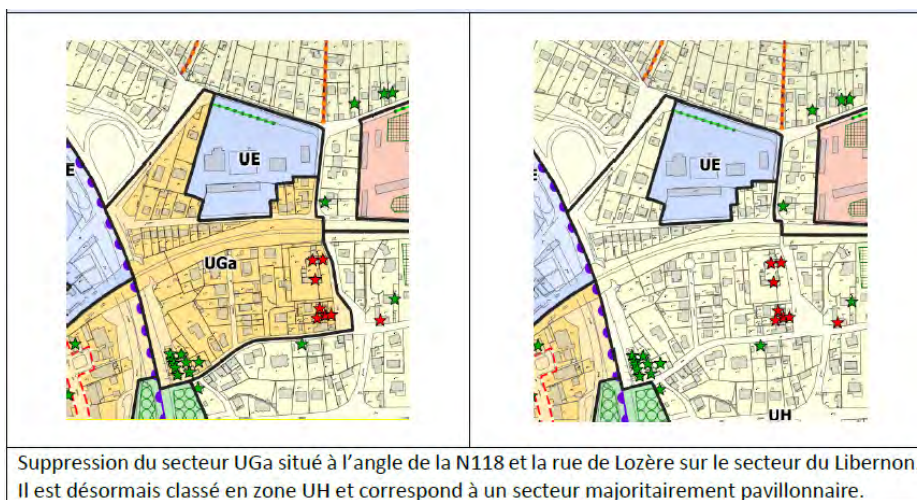 UE
E
UGa
UE
E
UH
Suppression du secteur UGa situé à l'angle de la N118 et la rue de Lozère sur le secteur du Libernon
Il est désormais classé en zone UH et correspond à un secteur majoritairement pavillonnaire.